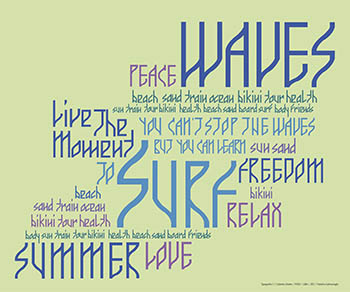 WAVES
PEACE
beach sand train ocean bikini tour health
sun train tour bikini health beach sand board surf body friends
Live The
Moment
YOU CAN'T STOP THE WAVES
BUT YOU CAN LEARN
sun sand
TO
SURF
FREEDOM
beach
bikini
sand train ocean
bikini tour health
RELAX
body sun train tour bikini health beach sand board friends
SUMMER
LOVE